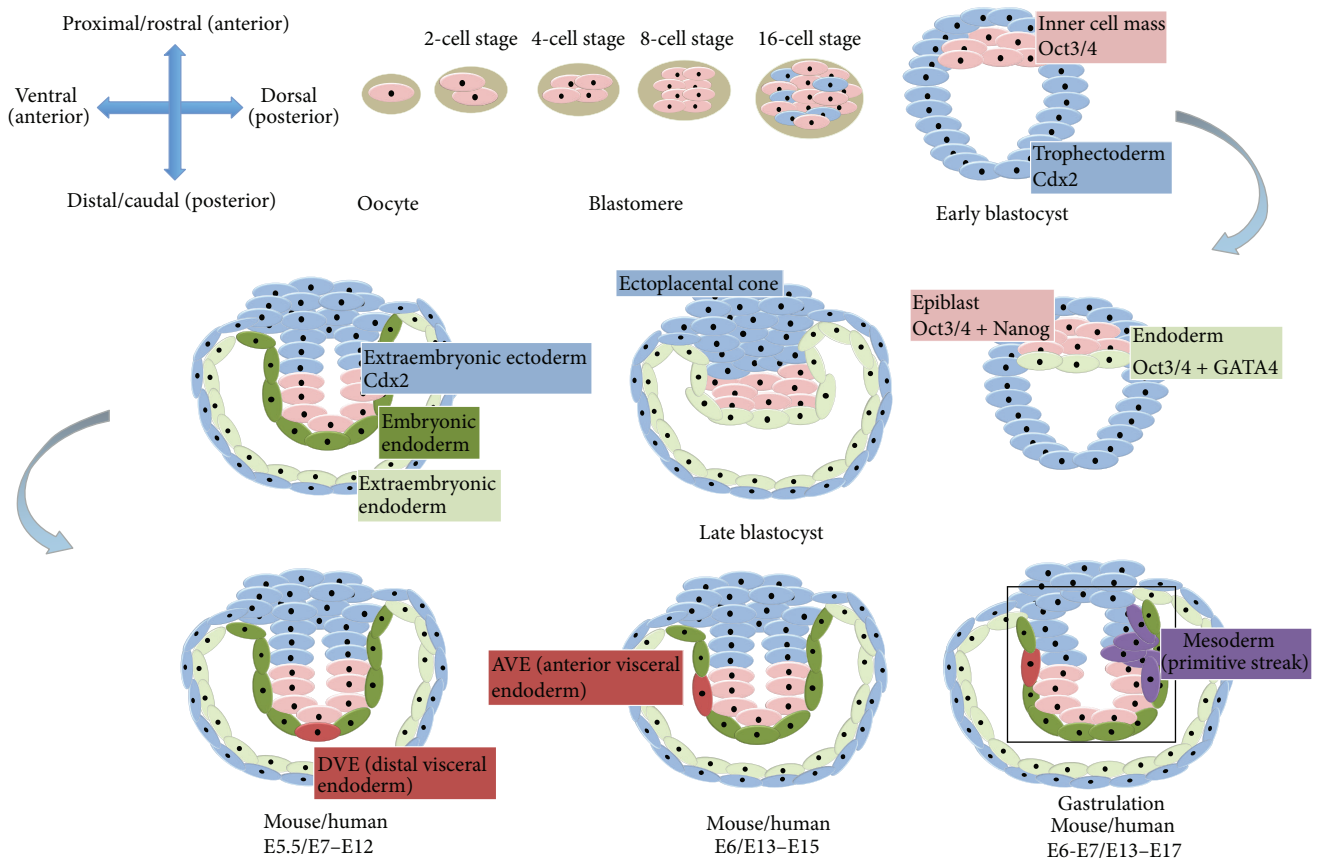 Proximal/rostral (anterior)
Ventral
(anterior)
Dorsal
(posterior)
Distal/caudal (posterior)
2-cell stage
4-cell stage
8-cell stage
16-cell stage
Oocyte
Blastomere
Inner cell mass
Oct3/4
Trophectoderm
Cdx2
Early blastocyst
Extraembryonic ectoderm
Cdx2
Embryonic
endoderm
Extraembryonic
endoderm
Ectoplacental cone
Late blastocyst
Epiblast
Oct3/4 + Nanog
Endoderm
Oct3/4 + GATA4
DVE (distal visceral
endoderm)
Mouse/human
E5.5/E7–E12
AVE (anterior visceral
endoderm)
Mouse/human
E6/E13–E15
Mesoderm
(primitive streak)
Gastrulation
Mouse/human
E6-E7/E13–E17